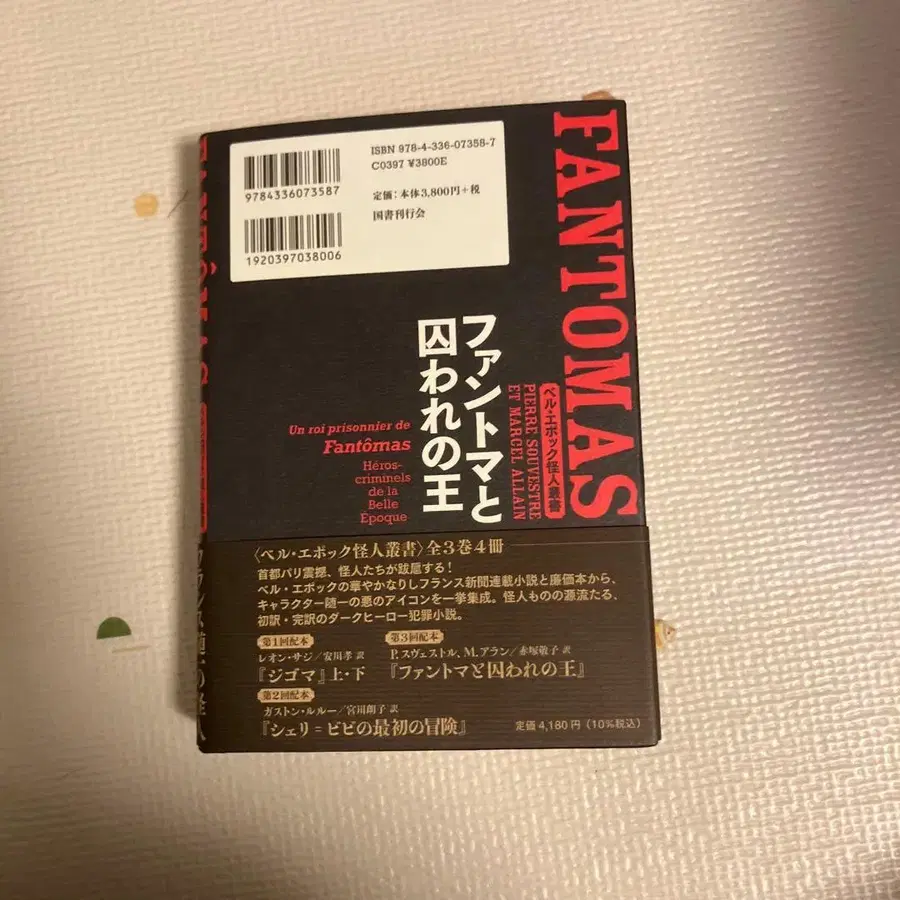 ISBN 978-4-336-07358-7
C0397 ¥3800E
定価：本体3,800円＋税
国書刊行会
9784336073587
1920397038006
FANTOMAS
ベル・エポック怪人叢書
PIERRE SOUVESTRE
ET MARCEL ALLAIN
ファントマと
囚われの王
Un roi prisonnier de
Fantômas
Héros-
criminels
de la
Belle
Époque
〈ベル・エポック怪人叢書〉全3巻4冊
首都パリ震撼、怪人たちが跋扈する！
ベル・エポックの華やかなりしフランス新聞連載小説と廉価本から、
キャラクター随一の悪のアイコンを一挙集成。怪人ものの源流たる、
初訳・完訳のダークヒーロー犯罪小説。
第1回配本
レオン・サジ／安川孝 訳
『ジゴマ』上・下
第3回配本
P.スヴェストル、M.アラン／赤塚敬子 訳
『ファントマと囚われの王』
第2回配本
ガストン・ルルー／宮川朗子 訳
『シェリ＝ビビの最初の冒険』
定価 4,180円（10%税込）
FANTÔMAS